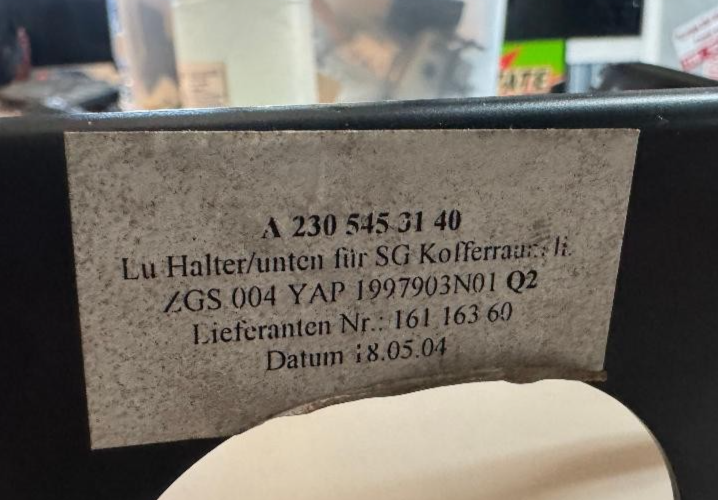 A 230 545 31 40
Lu Halter/unten für SG Kofferraum li.
ZGS 004 YAP 1997903N01 Q2
Lieferanten Nr.: 161 163 60
Datum 18.05.04